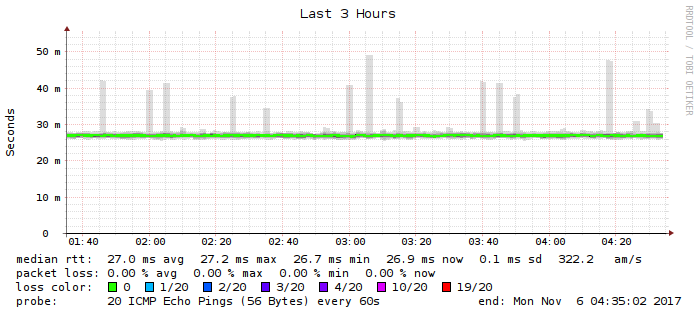 Last 3 Hours
RRDTOOL / TOBI OETIKER
Seconds
50 m
40 m
30 m
20 m
10 m
0
01:40 02:00 02:20 02:40 03:00 03:20 03:40 04:00 04:20
median rtt: 27.0 ms avg 27.2 ms max 26.7 ms min 26.9 ms now 0.1 ms sd 322.2 am/s
packet loss: 0.00 % avg 0.00 % max 0.00 % min 0.00 % now
loss color: 0 1/20 2/20 3/20 4/20 10/20 19/20
probe: 20 ICMP Echo Pings (56 Bytes) every 60s end: Mon Nov 6 04:35:02 2017